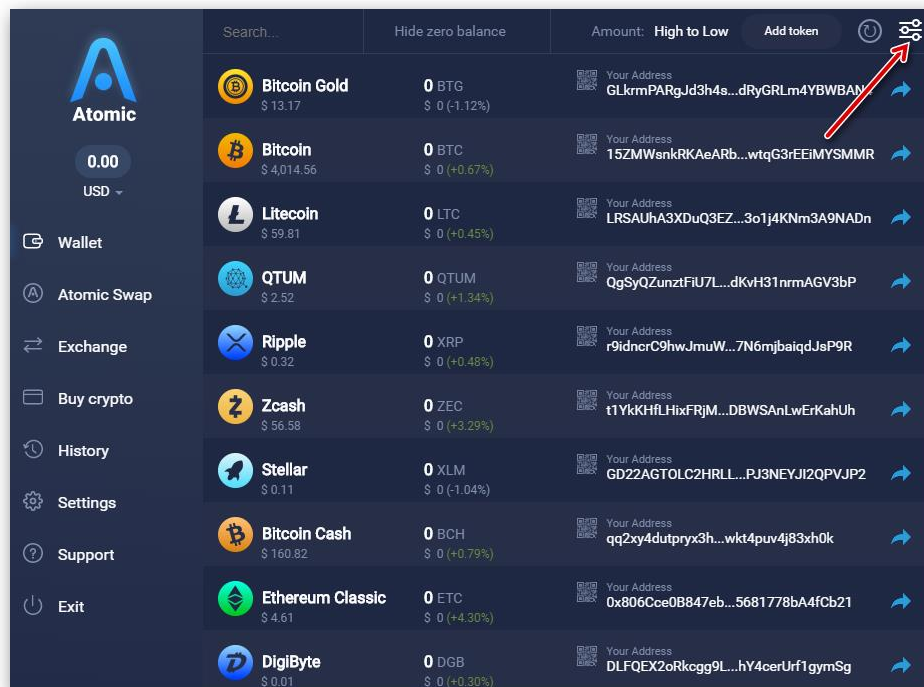 Search...
Hide zero balance
Amount: High to Low
Add token
Atomic
0.00
USD
Wallet
Atomic Swap
Exchange
Buy crypto
History
Settings
Support
Exit
Bitcoin Gold 0 BTG Your Address
$ 13.17 $ 0 (-1.12%) GLkrmPARgJd3h4s...dRyGRLm4YBWBAN
Bitcoin 0 BTC Your Address
$ 4,014.56 $ 0 (+0.67%) 15ZMWsnkRKAeARb...wtqG3rEEiMYSMMR
Litecoin 0 LTC Your Address
$ 59.81 $ 0 (+0.45%) LRSAUhA3XDuQ3EZ...3o1j4KNm3A9NADn
QTUM 0 QTUM Your Address
$ 2.52 $ 0 (+1.34%) QgSyQZunztFiU7L...dKvH31nrmAGV3bP
Ripple 0 XRP Your Address
$ 0.32 $ 0 (+0.48%) r9idncrC9hwJmuW...7N6mjbaiqdJsP9R
Zcash 0 ZEC Your Address
$ 56.58 $ 0 (+3.29%) t1YkKHfLHixFRjM...DBWSAnLwErKahUh
Stellar 0 XLM Your Address
$ 0.11 $ 0 (-1.04%) GD22AGTOLC2HRLL...PJ3NEYJI2QPVJP2
Bitcoin Cash 0 BCH Your Address
$ 160.82 $ 0 (+0.79%) qq2xy4dutpryx3h...wkt4puv4j83xh0k
Ethereum Classic 0 ETC Your Address
$ 4.61 $ 0 (+4.30%) 0x806Cce0B847eb...5681778bA4fCb21
DigiByte 0 DGB Your Address
$ 0.01 $ 0 (+0.30%) DLFQEX2oRkcgg9L...hY4cerUrf1gymSg